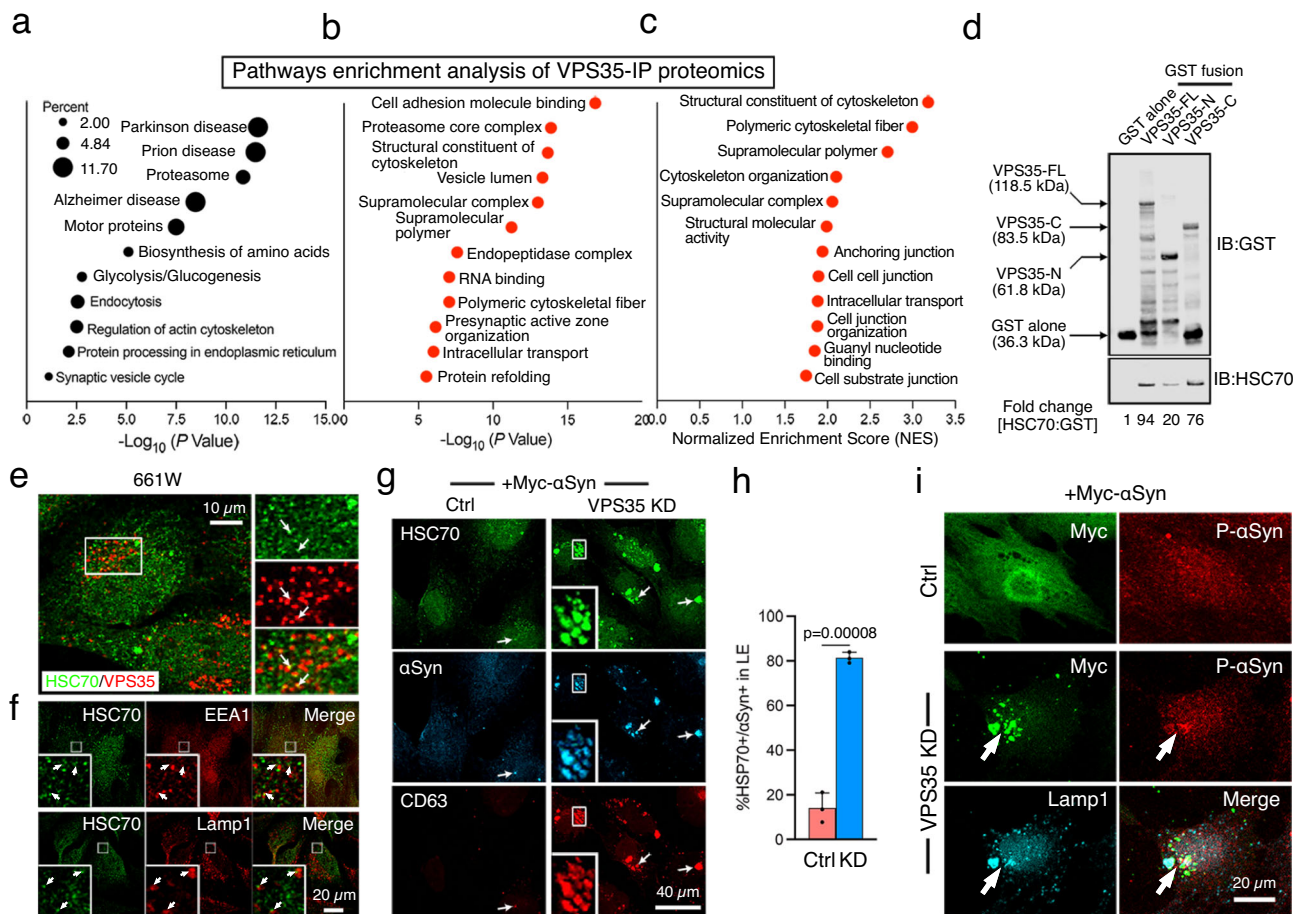 a
b
c
d
Pathways enrichment analysis of VPS35-IP proteomics
Percent
2.00
4.84
11.70
Parkinson disease
Prion disease
Proteasome
Alzheimer disease
Motor proteins
Biosynthesis of amino acids
Glycolysis/Glucogenesis
Endocytosis
Regulation of actin cytoskeleton
Protein processing in endoplasmic reticulum
Synaptic vesicle cycle
0 2.5 5.0 7.5 10.0 12.5 15.00
-Log10 (P Value)
Cell adhesion molecule binding
Proteasome core complex
Structural constituent of
cytoskeleton
Vesicle lumen
Supramolecular complex
Supramolecular
polymer
Endopeptidase complex
RNA binding
Polymeric cytoskeletal fiber
Presynaptic active zone
organization
Intracellular transport
Protein refolding
5 10 15 20
-Log10 (P Value)
Structural constituent of cytoskeleton
Polymeric cytoskeletal fiber
Supramolecular polymer
Cytoskeleton organization
Supramolecular complex
Structural molecular
activity
Anchoring junction
Cell cell junction
Intracellular transport
Cell junction
organization
Guanyl nucleotide
binding
Cell substrate junction
0.0 0.5 1.0 1.5 2.0 2.5 3.0 3.5
Normalized Enrichment Score (NES)
GST fusion
GST alone
VPS35-FL
VPS35-N
VPS35-C
VPS35-FL
(118.5 kDa)
VPS35-C
(83.5 kDa)
VPS35-N
(61.8 kDa)
GST alone
(36.3 kDa)
IB:GST
IB:HSC70
Fold change
[HSC70:GST]
1 94 20 76
e
661W
10 µm
HSC70/VPS35
f
HSC70
EEA1
Merge
HSC70
Lamp1
Merge
20 µm
g
+Myc-αSyn
Ctrl
VPS35 KD
HSC70
αSyn
CD63
40 µm
h
%HSP70+/αSyn+ in LE
100
80
60
40
20
0
p=0.00008
Ctrl KD
i
+Myc-αSyn
Ctrl
VPS35 KD
Myc
P-αSyn
Myc
P-αSyn
Lamp1
Merge
20 µm